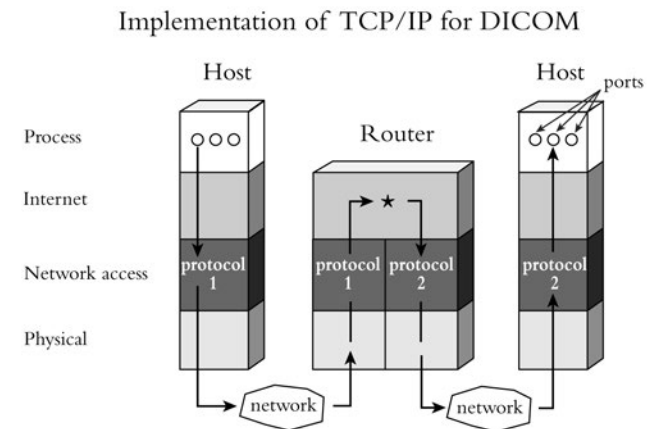 Implementation of TCP/IP for DICOM
Host
Host
ports
Process
Router
Internet
Network access
protocol
1
protocol
1
protocol
2
protocol
2
Physical
network
network